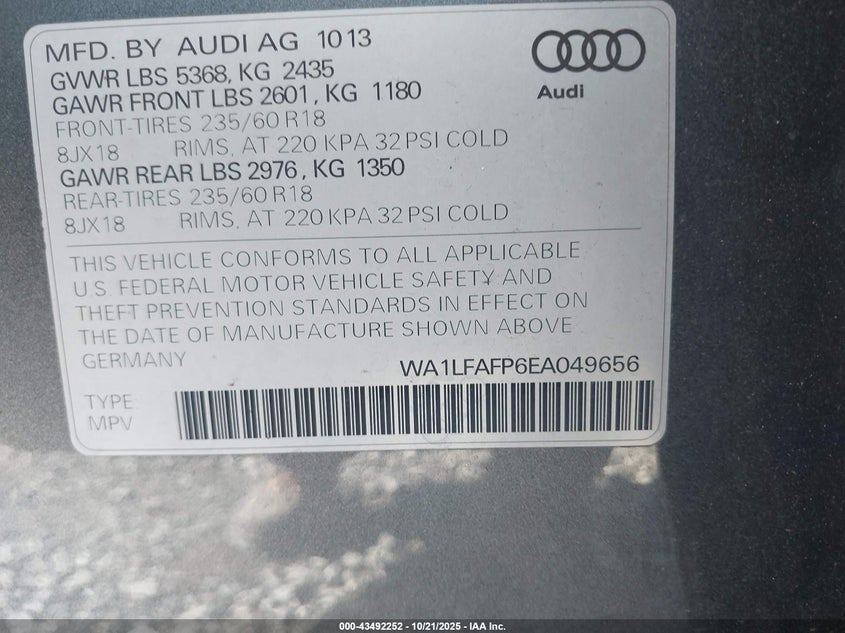 MFD. BY AUDI AG 10 13
GVWR LBS 5368, KG 2435
GAWR FRONT LBS 2601, KG 1180
FRONT-TIRES 235/60 R18
8JX18 RIMS, AT 220 KPA 32 PSI COLD
GAWR REAR LBS 2976, KG 1350
REAR-TIRES 235/60 R18
8JX18 RIMS, AT 220 KPA 32 PSI COLD
Audi
THIS VEHICLE CONFORMS TO ALL APPLICABLE
U.S. FEDERAL MOTOR VEHICLE SAFETY AND
THEFT PREVENTION STANDARDS IN EFFECT ON
THE DATE OF MANUFACTURE SHOWN ABOVE
GERMANY
WA1LFAFP6EA049656
TYPE:
MPV
000-43492252 - 10/21/2025 - IAA Inc.